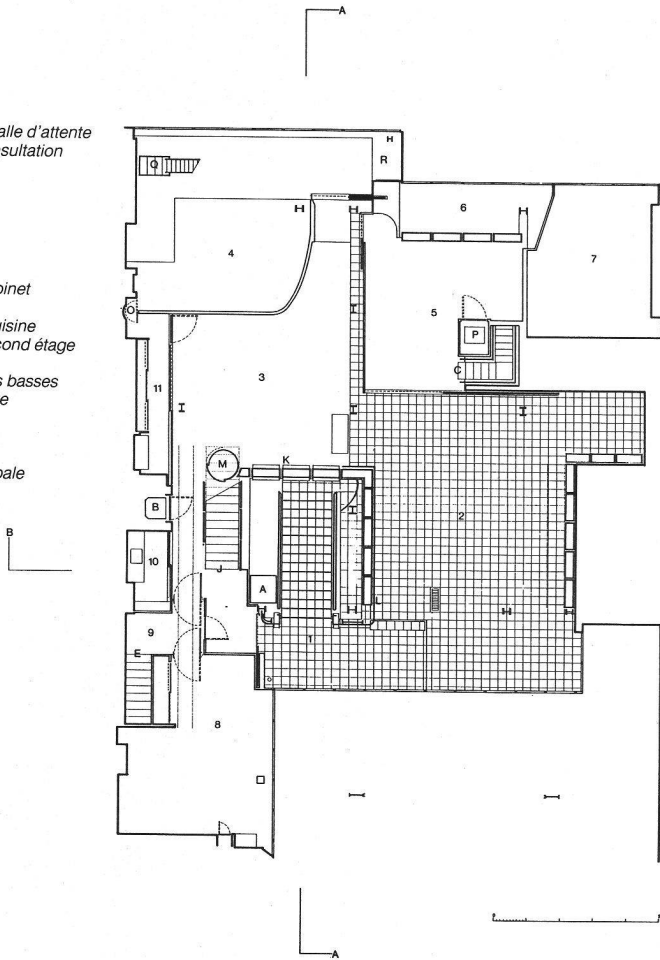 A
alle d'attente
sultation
H
R
Q
6
4
7
inet
O
uisine
cond étage
5
P
C
3
s basses
e
11
K
M
pale
B
2
B
10
J
A
L
9
1
E
8
A